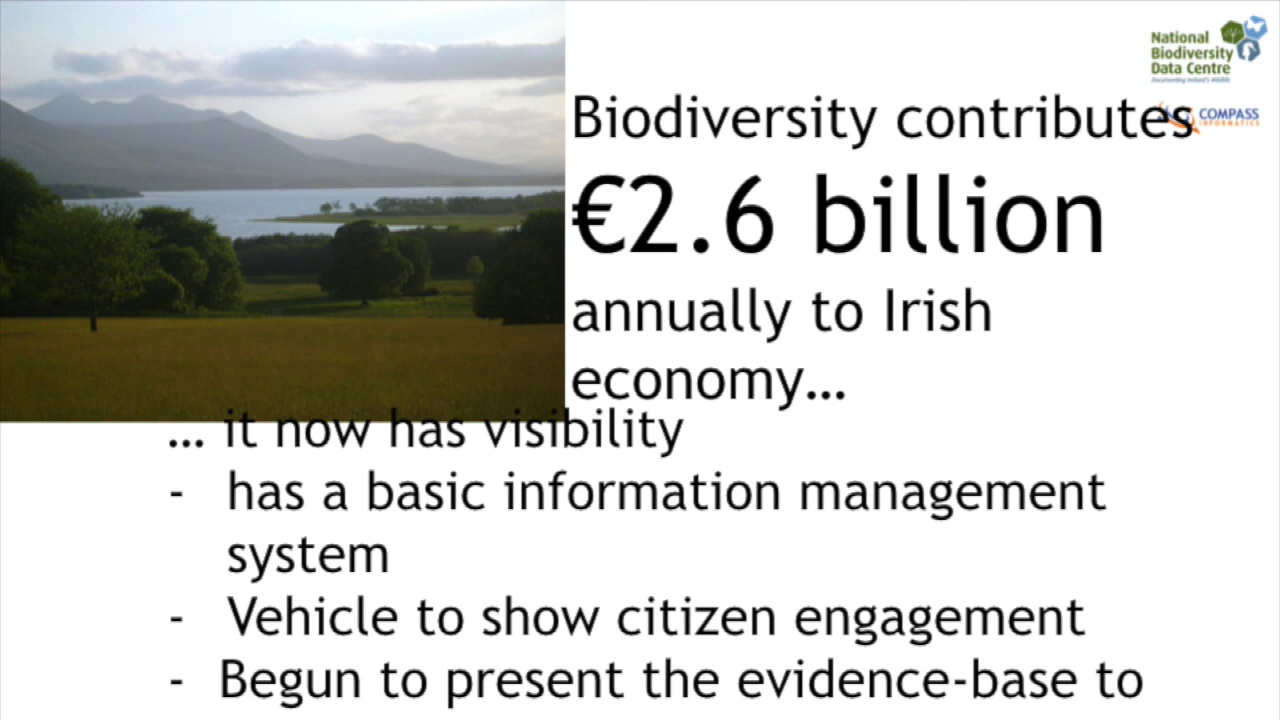 National
Biodiversity
Data Centre
Documenting Ireland's Wildlife
COMPASS
INFORMATICS
Biodiversity contributes
€2.6 billion
annually to Irish
economy...
... it now has visibility
- has a basic information management
system
- Vehicle to show citizen engagement
- Begun to present the evidence-base to